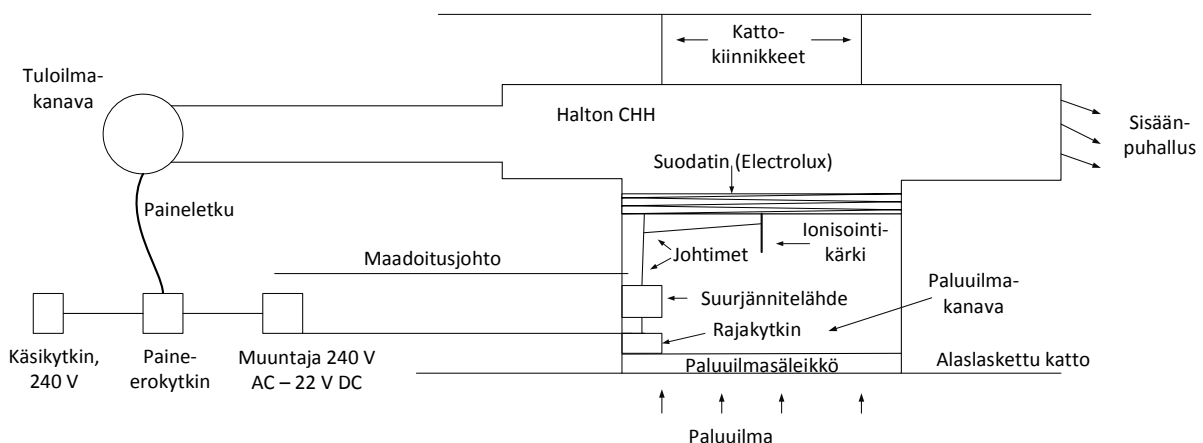 Katto-
kiinnikkeet
Tuloilma-
kanava
Halton CHH
Sisään-
puhallus
Suodatin (Electrolux)
Paineletku
Ionisointi-
kärki
Johtimet
Maadoitusjohto
Suurjännitelähde
Paluuilma-
kanava
Rajakytkin
Käsikytkin,
240 V
Paine-
erokytkin
Muuntaja 240 V
AC – 22 V DC
Paluuilmasäleikkö
Alaslaskettu katto
Paluuilma